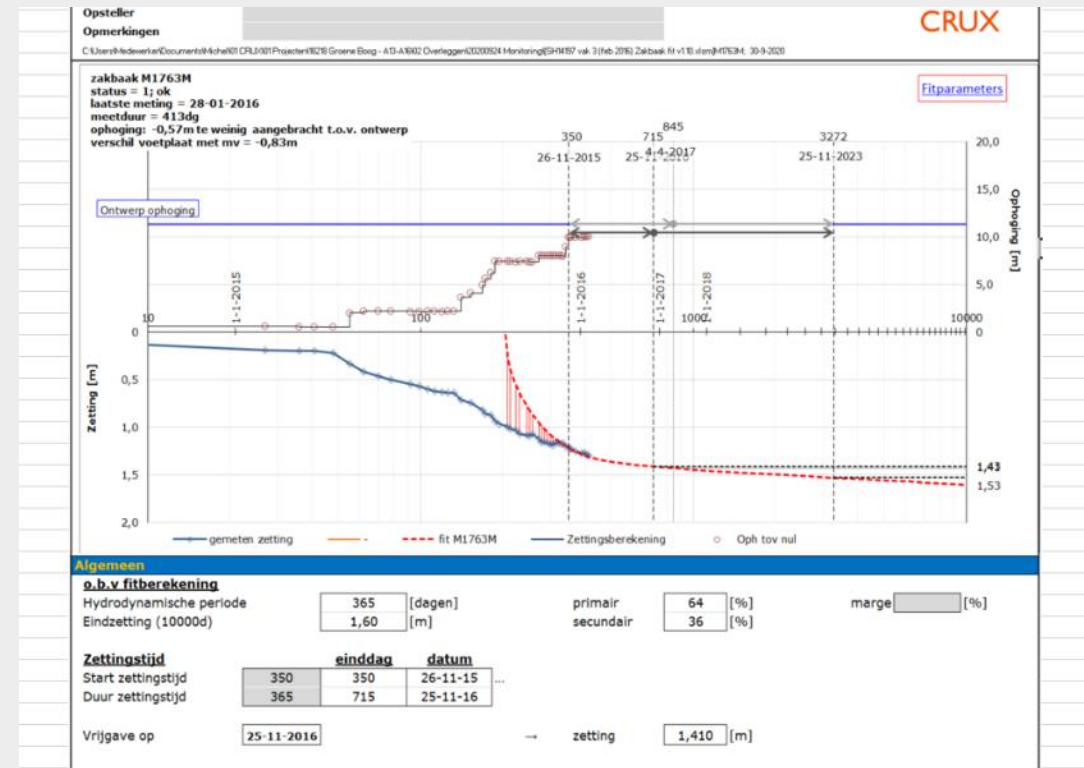 Opsteller
Opmerkingen
CRUX
zakbaak M1763M
status = 1; ok
laatste meting = 28-01-2016
meetduur = 413dg
ophoging: -0,57m te weinig aangebracht t.o.v. ontwerp
verschil voetplaat met mv = -0,83m
Fitparameters
350 715 845 3272
26-11-2015 4-4-2017 25-11-2023
20,0
15,0
10,0
5,0
0
Ophoging [m]
Ontwerp ophoging
1-1-2015 1-1-2016 1-1-2017 1-1-2018
10 100 1000 10000
0
0,5
1,0
1,5
2,0
Zetting [m]
1,43
1,53
gemeten zetting - fit M1763M Zettingsberekening Oph tov nul
Algemeen
o.b.v fitberekening
Hydrodynamische periode 365 [dagen] primair 64 [%] marge [%]
Eindzetting (10000d) 1,60 [m] secundair 36 [%]
Zettingstijd einddag datum
Start zettingstijd 350 350 26-11-15 ...
Duur zettingstijd 365 715 25-11-16
Vrijgave op 25-11-2016 → zetting 1,410 [m]